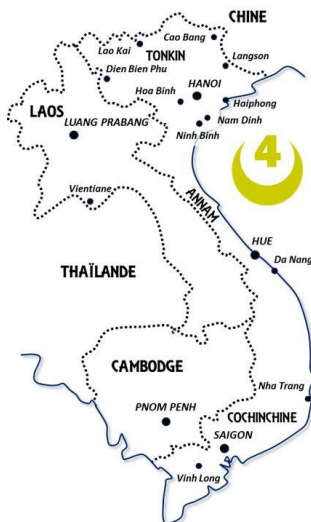 CHINE
Cao Bang
Lao Kai
TONKIN
Langson
Dien Bien Phu
Hoa Binh
HANOI
Haiphong
LAOS
Nam Dinh
LUANG PRABANG
Ninh Binh
4
Vientiane
ANNAM
HUE
THAÏLANDE
Da Nang
CAMBODGE
Nha Trang
PNOM PENH
COCHINCHINE
SAIGON
Vinh Long